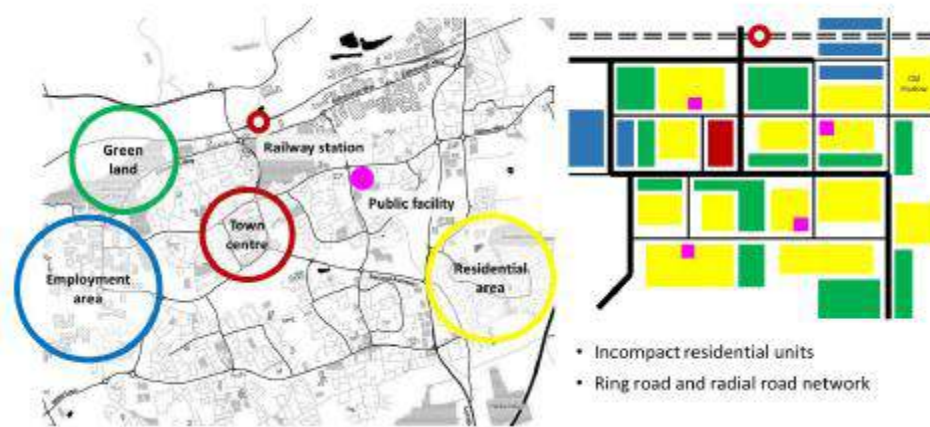 Green
land
Railway station
Public facility
Town
centre
Employment
area
Residential
area
Old
Harlow
• Incompact residential units
• Ring road and radial road network